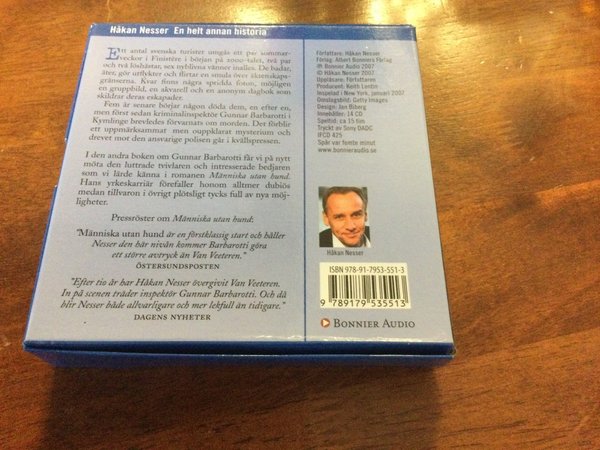 Håkan Nesser En helt annan historia
Ett antal svenska turister umgås ett par sommar-
veckor i Finistère i början på 2000-talet, två par
och två löshästar, sex nyblivna vänner inalles. De badar,
äter, gör utflykter och flirtar en smula över äktenskaps-
gränserna. Kvar finns några spridda foton, möjligen
en gruppbild, en akvarell och en anonym dagbok som
skildrar deras eskapader.
Fem år senare börjar någon döda dem, en efter en,
men först sedan kriminalinspektör Gunnar Barbarotti i
Kymlinge brevledes förvarnats om morden. Det förblir
ett uppmärksammat men ouppklarat mysterium och
drevet mot den ansvarige polisen går i kvällspressen.
I den andra boken om Gunnar Barbarotti får vi på nytt
möta den luttrade tvivlaren och intresserade bedjaren
som vi lärde känna i romanen Människa utan hund.
Hans yrkeskarriär förefaller honom alltmer dubiös
medan tillvaron i övrigt plötsligt tycks full av nya möj-
ligheter.
Pressröster om Människa utan hund:
"Människa utan hund är en förstklassig start och håller
Nesser den här nivån kommer Barbarotti göra
ett större avtryck än Van Veeteren."
ÖSTERSUNDSPOSTEN
"Efter tio år har Håkan Nesser övergivit Van Veeteren.
In på scenen träder inspektör Gunnar Barbarotti. Och då
blir Nesser både allvarligare och mer lekfull än tidigare."
DAGENS NYHETER
Författare: Håkan Nesser
Förlag: Albert Bonniers Förlag
℗ Bonnier Audio 2007
© Håkan Nesser 2007
Uppläsare: Författaren
Producent: Keith Lentin
Inspelad i New York, januari 2007
Omslagsbild: Getty Images
Design: Jan Biberg
Innehåller: 14 CD
Speltid: ca 15 tim
Tryckt av Sony DADC
IFCD 425
Spår var femte minut
www.bonnieraudio.se
Håkan Nesser
ISBN 978-91-7953-551-3
9 789179 535513
BONNIER AUDIO